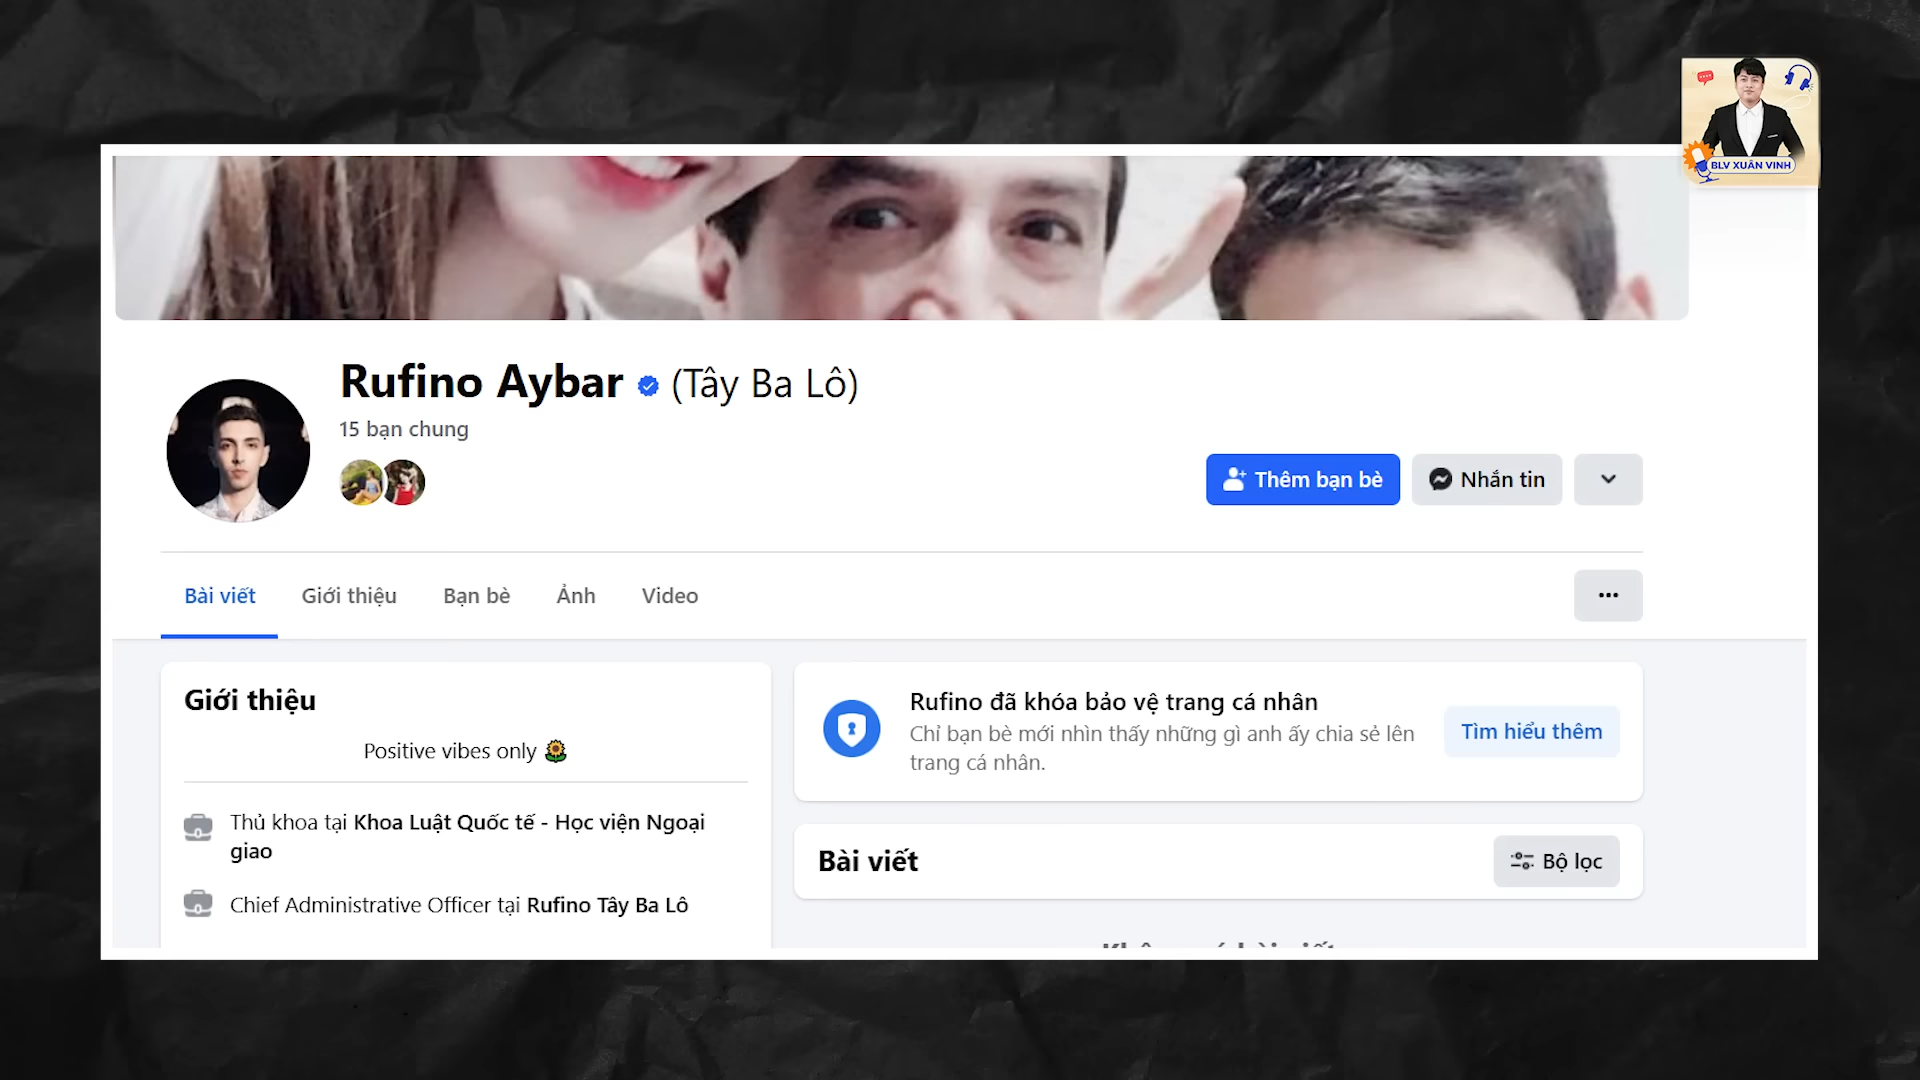 BLV XUÂN VINH
Rufino Aybar (Tây Ba Lô)
15 bạn chung
Thêm bạn bè
Nhắn tin
Bài viết
Giới thiệu
Bạn bè
Ảnh
Video
Giới thiệu
Positive vibes only 🌻
Thủ khoa tại Khoa Luật Quốc tế - Học viện Ngoại
giao
Chief Administrative Officer tại Rufino Tây Ba Lô
Rufino đã khóa bảo vệ trang cá nhân
Chỉ bạn bè mới nhìn thấy những gì anh ấy chia sẻ lên
trang cá nhân.
Tìm hiểu thêm
Bài viết
Bộ lọc